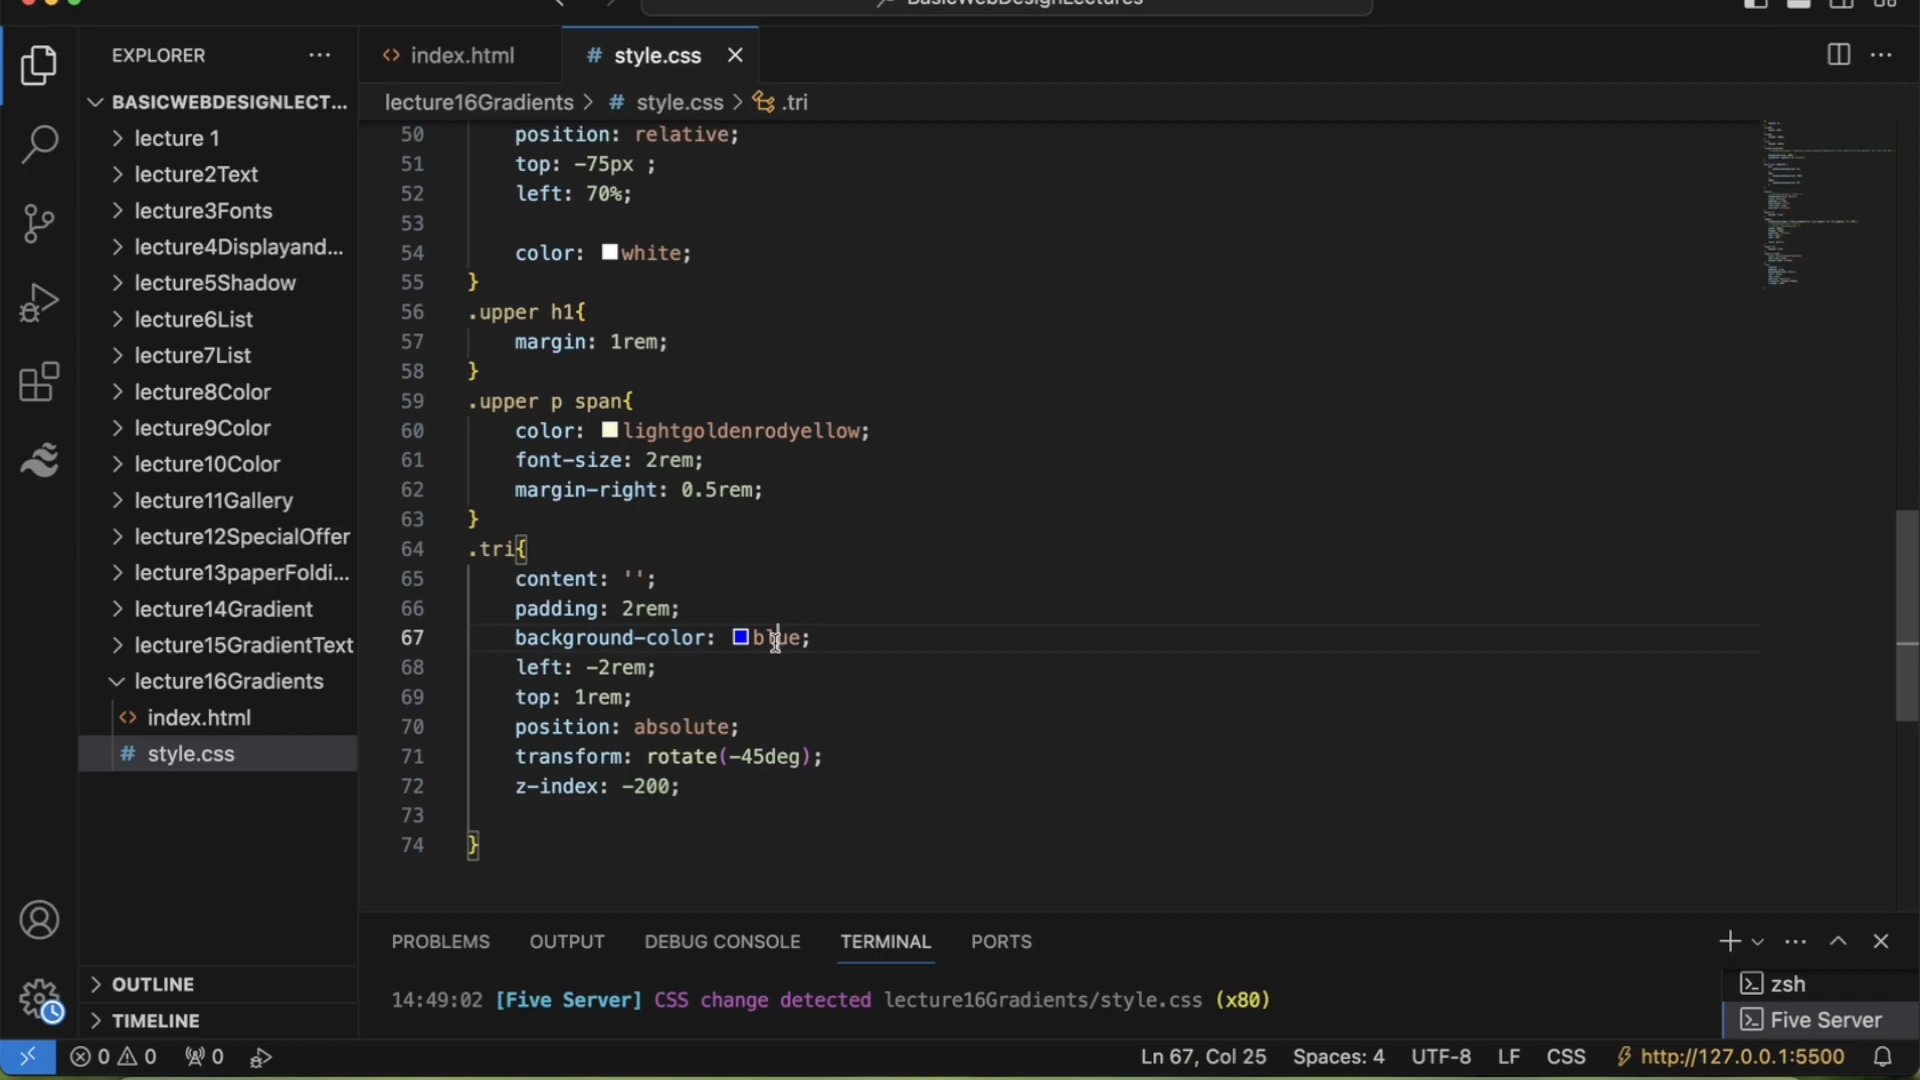 BasicWebDesignLectures
EXPLORER
index.html
# style.css
BASICWEBDESIGNLECT...
lecture16Gradients > # style.css > .tri
lecture 1
lecture2Text
lecture3Fonts
lecture4Displayand...
lecture5Shadow
lecture6List
lecture7List
lecture8Color
lecture9Color
lecture10Color
lecture11Gallery
lecture12SpecialOffer
lecture13paperFoldi...
lecture14Gradient
lecture15GradientText
lecture16Gradients
index.html
# style.css
OUTLINE
TIMELINE
50 position: relative;
51 top: -75px ;
52 left: 70%;
53
54 color: white;
55 }
56 .upper h1{
57 margin: 1rem;
58 }
59 .upper p span{
60 color: lightgoldenrodyellow;
61 font-size: 2rem;
62 margin-right: 0.5rem;
63 }
64 .tri{
65 content: '';
66 padding: 2rem;
67 background-color: blue;
68 left: -2rem;
69 top: 1rem;
70 position: absolute;
71 transform: rotate(-45deg);
72 z-index: -200;
73
74 }
PROBLEMS OUTPUT DEBUG CONSOLE TERMINAL PORTS
14:49:02 [Five Server] CSS change detected lecture16Gradients/style.css (x80)
zsh
Five Server
0 0 0 Ln 67, Col 25 Spaces: 4 UTF-8 LF CSS http://127.0.0.1:5500